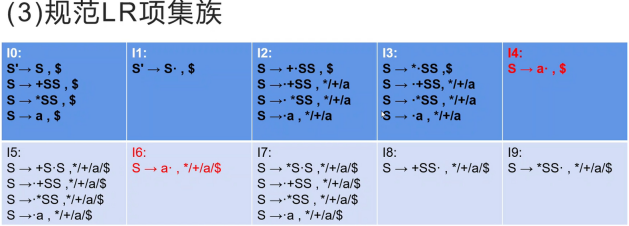 (3)规范LR项集族
I0:
S'→ S , $
S → +SS , $
S → *SS , $
S → a , $
I1:
S' → S· , $
I2:
S → +·SS , $
S →·+SS , */+/a
S →· *SS , */+/a
S →·a , */+/a
I3:
S → *·SS ,$
S → ·+SS, */+/a
S → ·*SS , */+/a
S → ·a , */+/a
I4:
S → a· , $
I5:
S → +S·S ,*/+/a/$
S →·+SS ,*/+/a/$
S →·*SS ,*/+/a/$
S →·a , */+/a/$
I6:
S → a· , */+/a/$
I7:
S → *S·S ,*/+/a/$
S →·+SS ,*/+/a/$
S →·*SS ,*/+/a/$
S →·a , */+/a/$
I8:
S → +SS· , */+/a/$
I9:
S → *SS· , */+/a/$